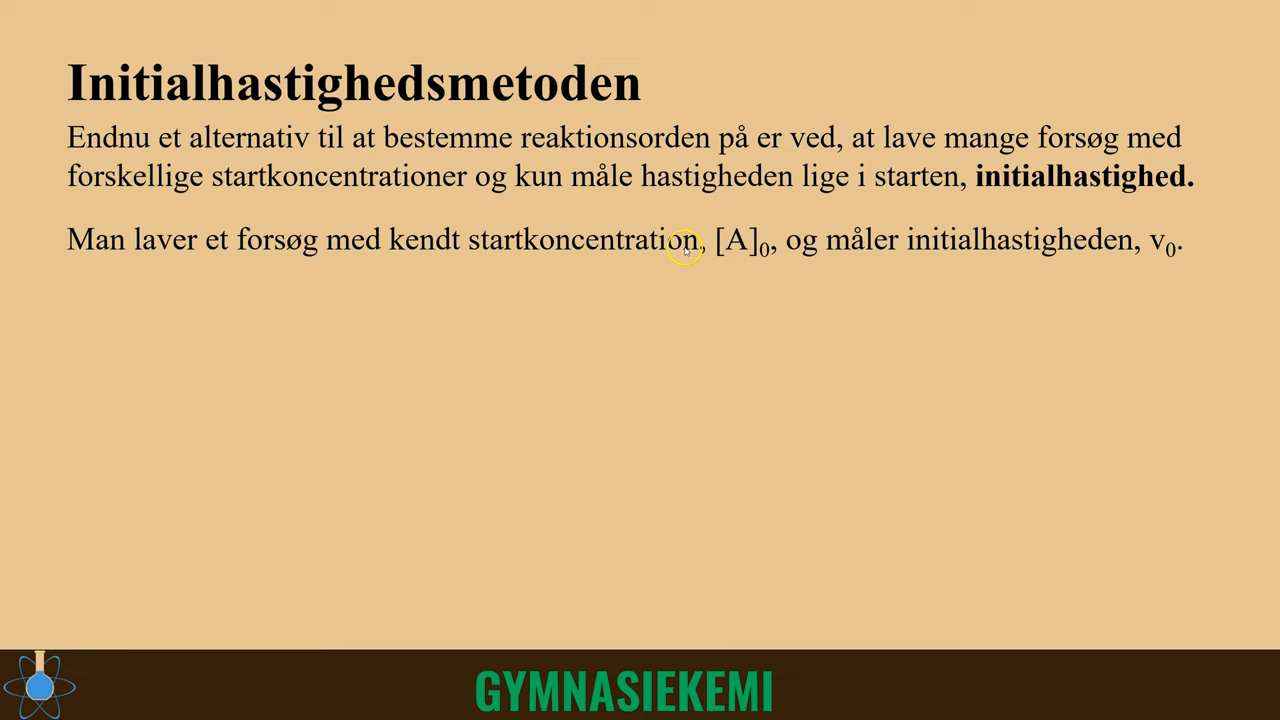 Initialhastighedsmetoden
Endnu et alternativ til at bestemme reaktionsorden på er ved, at lave mange forsøg med
forskellige startkoncentrationer og kun måle hastigheden lige i starten, initialhastighed.
Man laver et forsøg med kendt startkoncentration, [A]₀, og måler initialhastigheden, v₀.
GYMNASIEKEMI